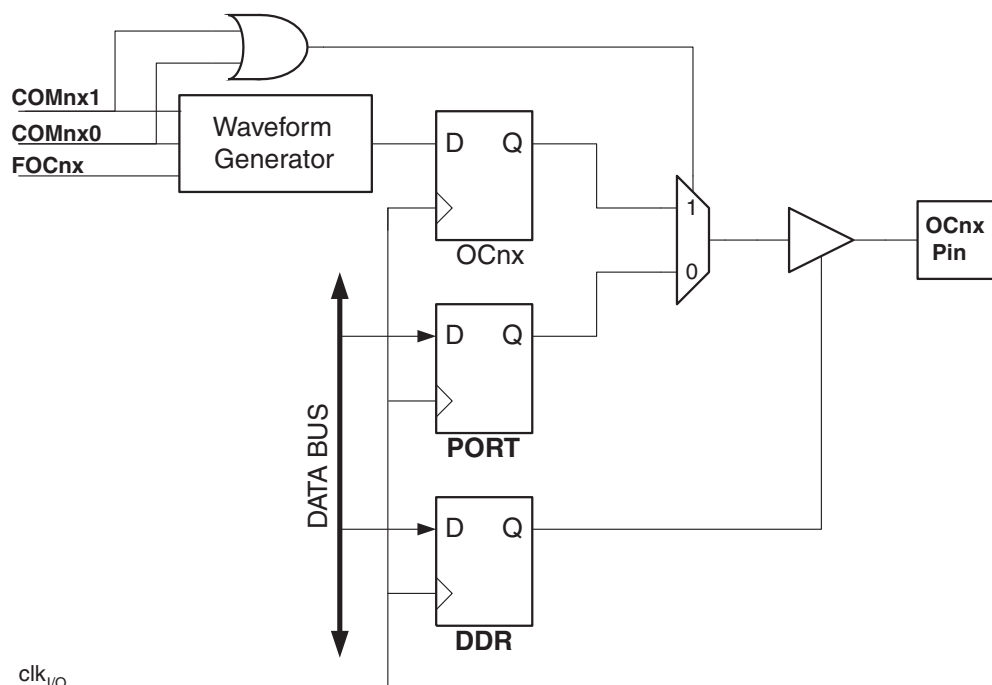 COMnx1
COMnx0
FOCnx
Waveform
Generator
D Q
OCnx
1
0
OCnx
Pin
D Q
PORT
DATA BUS
D Q
DDR
clkI/O